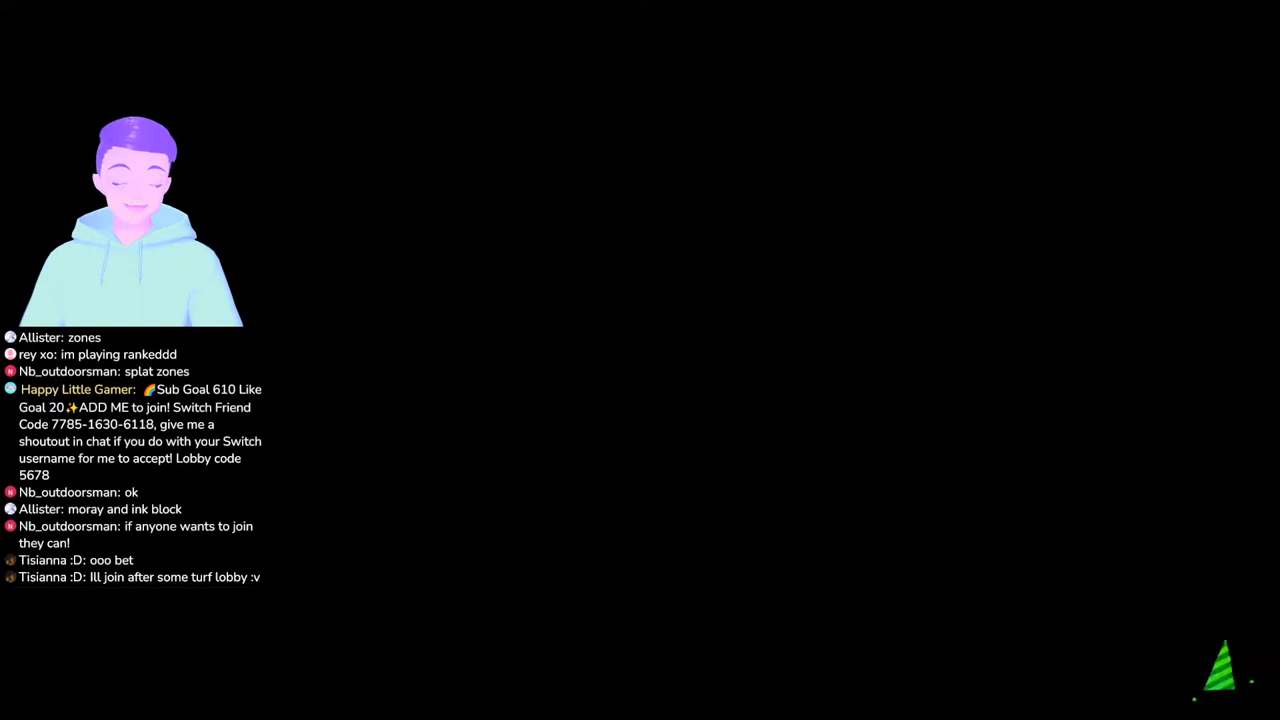 Allister: zones
rey xo: im playing rankeddd
Nb_outdoorsman: splat zones
Happy Little Gamer: 🌈Sub Goal 610 Like
Goal 20✨ADD ME to join! Switch Friend
Code 7785-1630-6118, give me a
shoutout in chat if you do with your Switch
username for me to accept! Lobby code
5678
Nb_outdoorsman: ok
Allister: moray and ink block
Nb_outdoorsman: if anyone wants to join
they can!
Tisianna :D: ooo bet
Tisianna :D: Ill join after some turf lobby :v